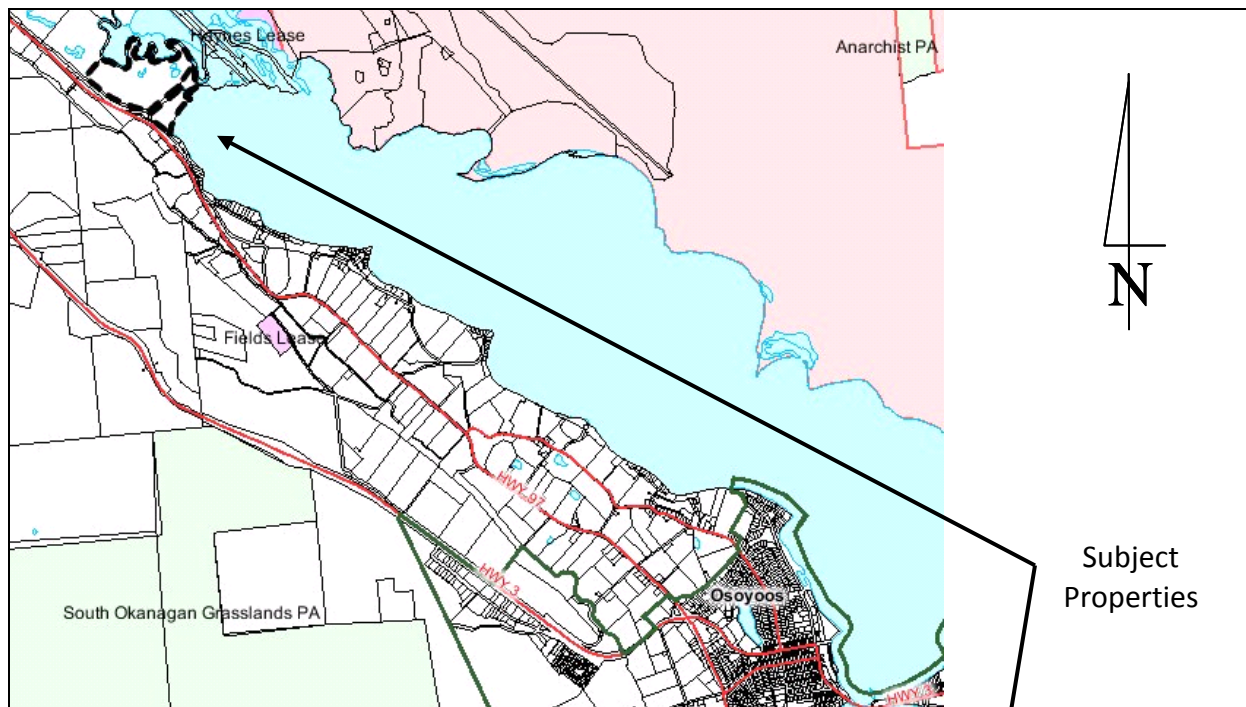 Haynes Lease
Anarchist PA
N
Fields Lease
HWY 97
HWY 3
Subject
Properties
Osoyoos
South Okanagan Grasslands PA
HWY 3